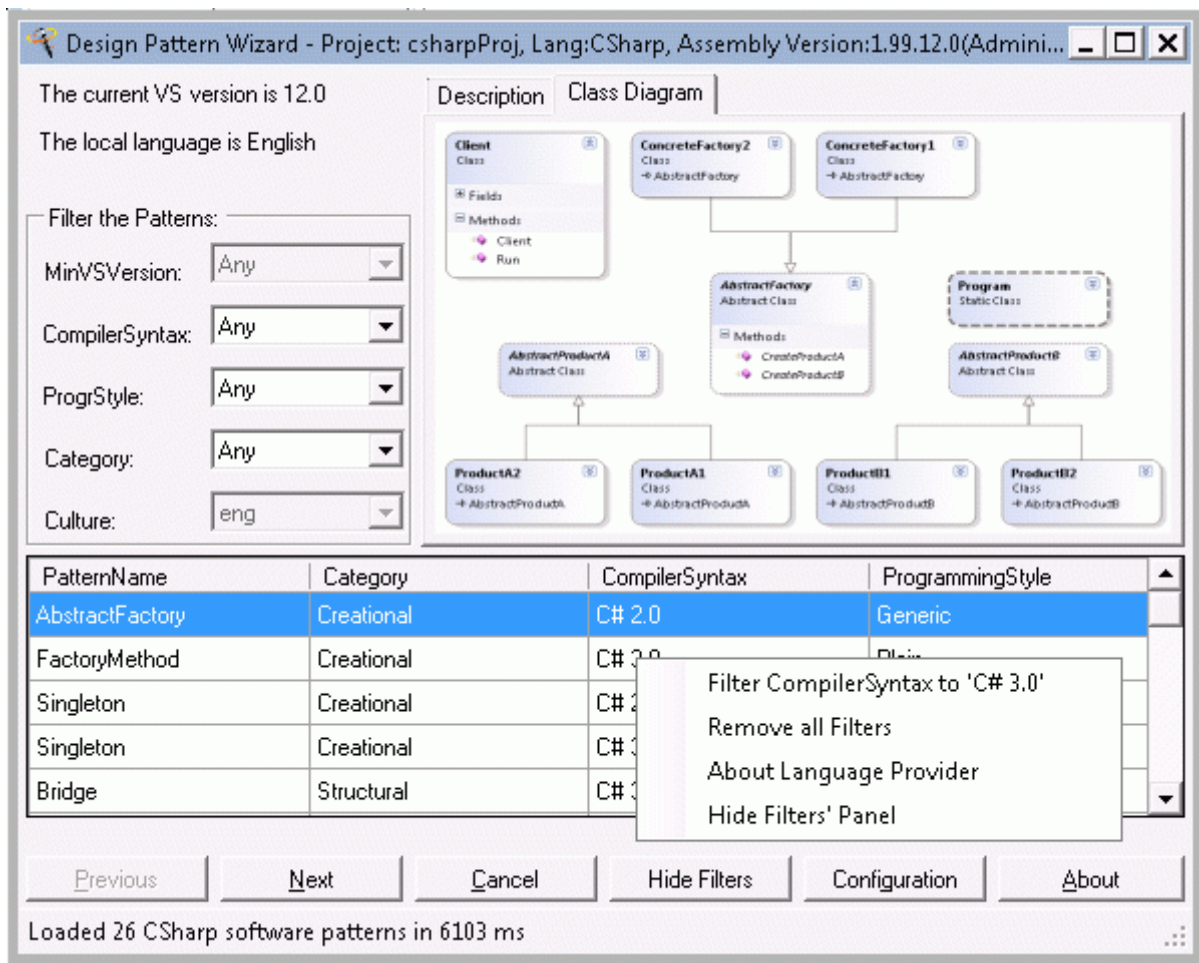 Design Pattern Wizard - Project: csharpProj, Lang:CSharp, Assembly Version:1.99.12.0(Admini...
The current VS version is 12.0
The local language is English
Filter the Patterns:
MinVSVersion: Any
CompilerSyntax: Any
ProgrStyle: Any
Category: Any
Culture: eng
Description Class Diagram
Client
Class
Fields
Methods
Client
Run
ConcreteFactory2
Class
AbstractFactory
ConcreteFactory1
Class
AbstractFactory
AbstractFactory
Abstract Class
Methods
CreateProductA
CreateProductB
Program
Static Class
AbstractProductA
Abstract Class
AbstractProductB
Abstract Class
ProductA2
Class
AbstractProductA
ProductA1
Class
AbstractProductA
ProductB1
Class
AbstractProductB
ProductB2
Class
AbstractProductB
PatternName Category CompilerSyntax ProgrammingStyle
AbstractFactory Creational C# 2.0 Generic
FactoryMethod Creational C# 3.0 Plain
Singleton Creational C# 2
Singleton Creational C# 3
Bridge Structural C# 3
Filter CompilerSyntax to 'C# 3.0'
Remove all Filters
About Language Provider
Hide Filters' Panel
Previous Next Cancel Hide Filters Configuration About
Loaded 26 CSharp software patterns in 6103 ms